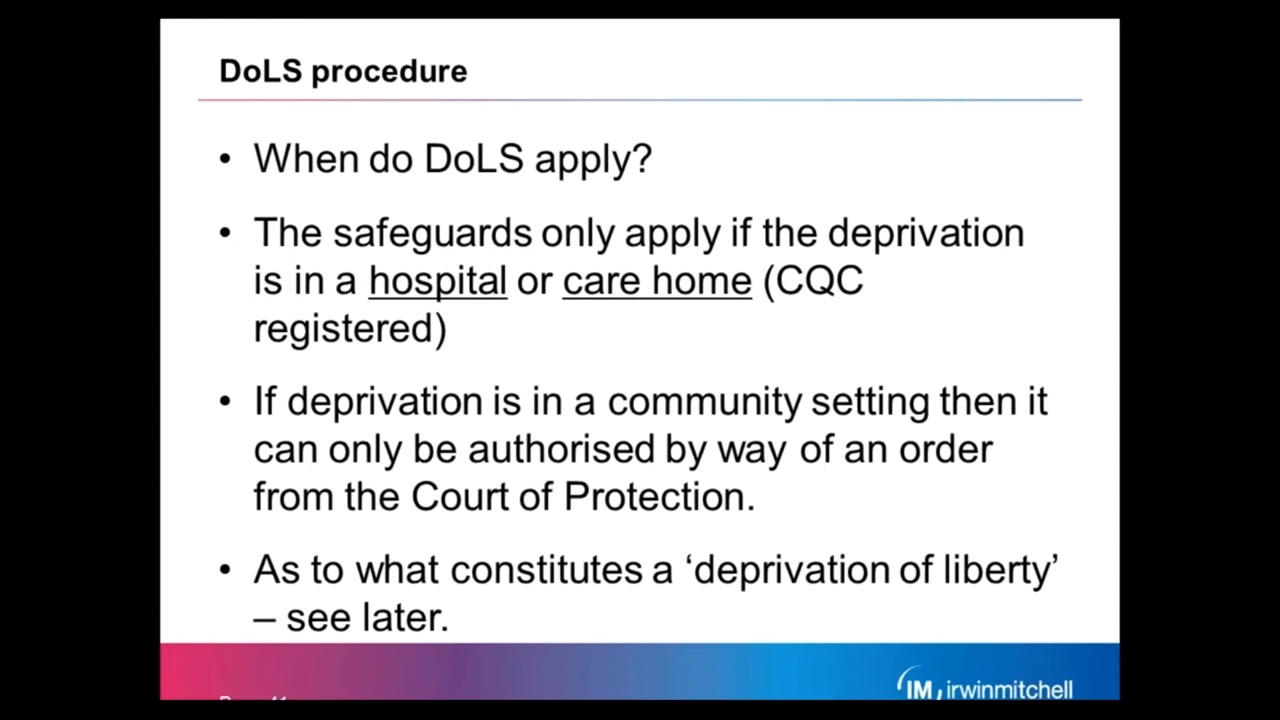 DoLS procedure
• When do DoLS apply?
• The safeguards only apply if the deprivation
is in a hospital or care home (CQC
registered)
• If deprivation is in a community setting then it
can only be authorised by way of an order
from the Court of Protection.
• As to what constitutes a ‘deprivation of liberty’
– see later.
IM irwinmitchell